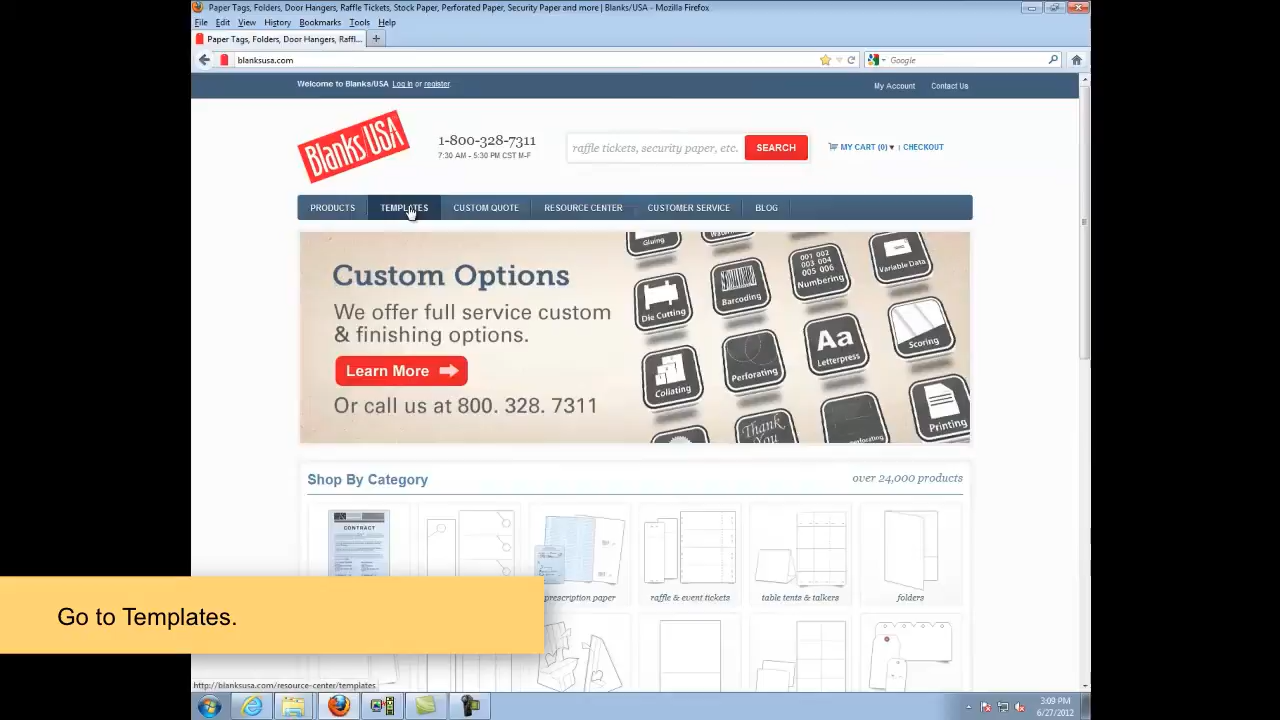 Paper Tags, Folders, Door Hangers, Raffle Tickets, Stock Paper, Perforated Paper, Security Paper and more | Blanks/USA - Mozilla Firefox
File Edit View History Bookmarks Tools Help
Paper Tags, Folders, Door Hangers, Raffl...
blanksusa.com
Google
Welcome to Blanks/USA Log in or register.
My Account Contact Us
Blanks USA
1-800-328-7311
7:30 AM - 5:30 PM CST M-F
raffle tickets, security paper, etc.
SEARCH
MY CART (0) CHECKOUT
PRODUCTS TEMPLATES CUSTOM QUOTE RESOURCE CENTER CUSTOMER SERVICE BLOG
Custom Options
We offer full service custom
& finishing options.
Learn More
Or call us at 800. 328. 7311
Gluing
Die Cutting
Barcoding
001 002
003 004
005 006
Numbering
Variable Data
Collating
Perforating
Aa
Letterpress
Scoring
Thank
You
Printing
Shop By Category
over 24,000 products
CONTRACT
prescription paper
raffle & event tickets
table tents & talkers
folders
Go to Templates.
http://blanksusa.com/resource-center/templates
3:09 PM
6/27/2012